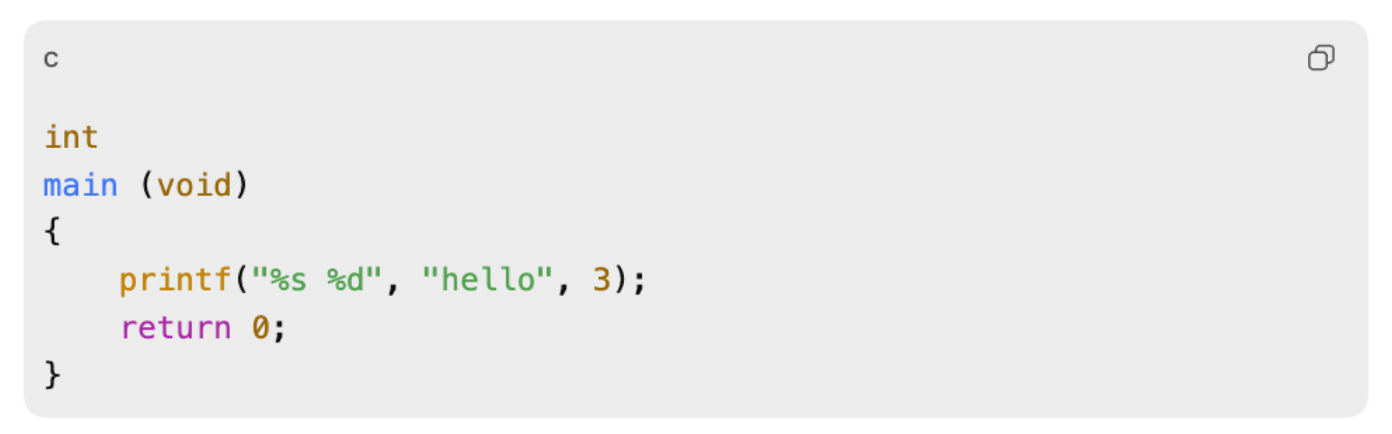 c
int
main (void)
{
    printf("%s %d", "hello", 3);
    return 0;
}